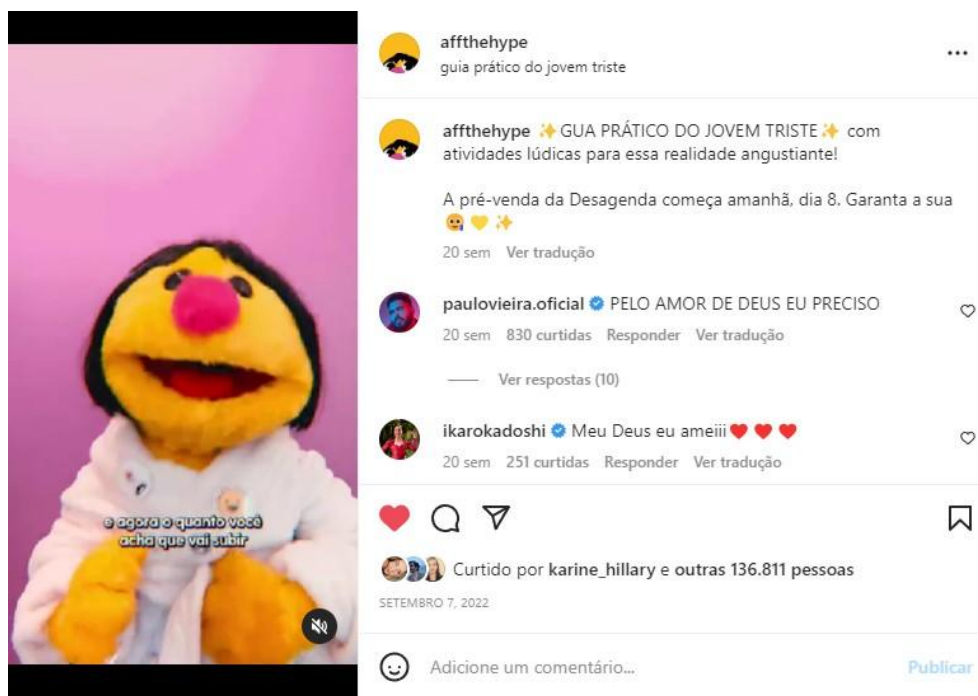 affthehype
guia prático do jovem triste
affthehype ✨GUA PRÁTICO DO JOVEM TRISTE✨ com
atividades lúdicas para essa realidade angustiante!
A pré-venda da Desagenda começa amanhã, dia 8. Garanta a sua
20 sem Ver tradução
paulovieira.oficial PELO AMOR DE DEUS EU PRECISO
20 sem 830 curtidas Responder Ver tradução
Ver respostas (10)
ikarokadoshi Meu Deus eu ameiii❤️ ❤️ ❤️
20 sem 251 curtidas Responder Ver tradução
e agora o quanto você
acha que vai subir
Curtido por karine_hillary e outras 136.811 pessoas
SETEMBRO 7, 2022
Adicione um comentário... Publicar